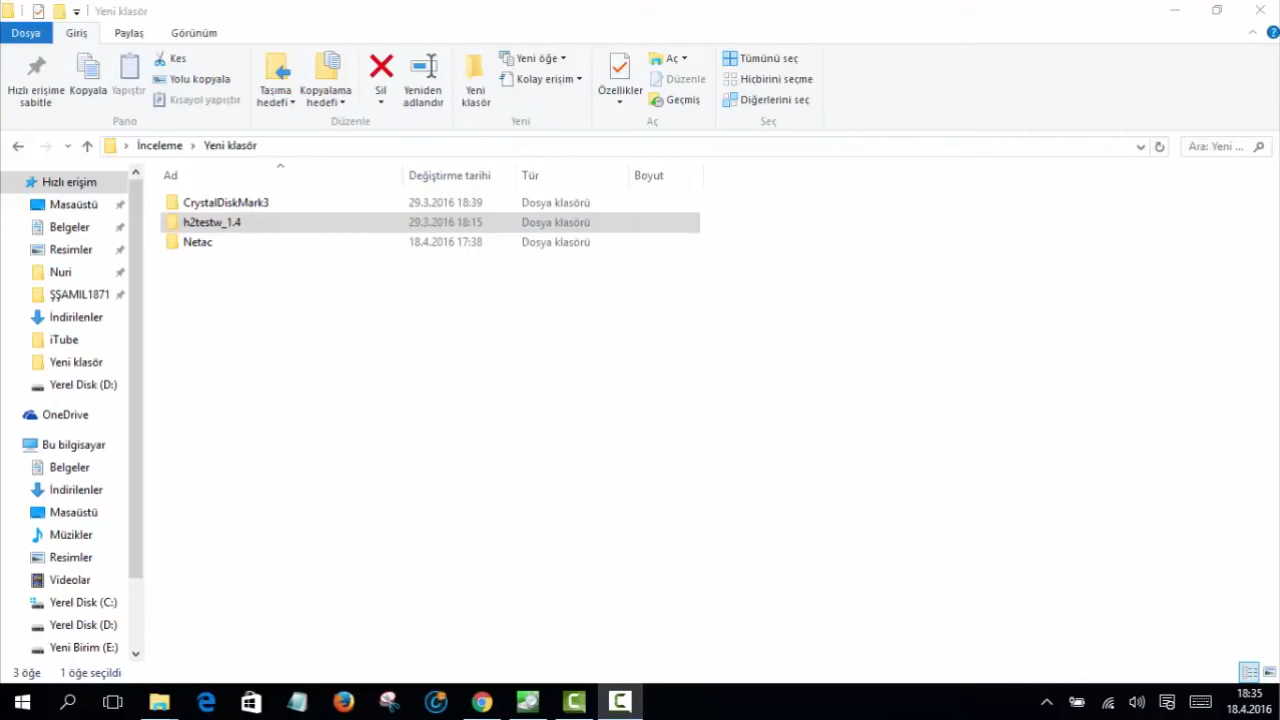 Yeni klasör
Dosya Giriş Paylaş Görünüm
Hızlı erişime sabitle
Kopyala
Yapıştır
Kes
Yolu kopyala
Kısayol yapıştır
Pano
Taşıma hedefi
Kopyalama hedefi
Sil
Yeniden adlandır
Düzenle
Yeni klasör
Yeni öğe
Kolay erişim
Yeni
Özellikler
Aç
Düzenle
Geçmiş
Aç
Tümünü seç
Hiçbirini seçme
Diğerlerini seç
Seç
İnceleme > Yeni klasör
Ara: Yeni ...
Ad Değiştirme tarihi Tür Boyut
CrystalDiskMark3 29.3.2016 18:39 Dosya klasörü
h2testw_1.4 29.3.2016 18:15 Dosya klasörü
Netac 18.4.2016 17:38 Dosya klasörü
Hızlı erişim
Masaüstü
Belgeler
Resimler
Nuri
ŞŞAMIL1871
İndirilenler
iTube
Yeni klasör
Yerel Disk (D:)
OneDrive
Bu bilgisayar
Belgeler
İndirilenler
Masaüstü
Müzikler
Resimler
Videolar
Yerel Disk (C:)
Yerel Disk (D:)
Yeni Birim (E:)
3 öğe 1 öğe seçildi
18:35
18.4.2016